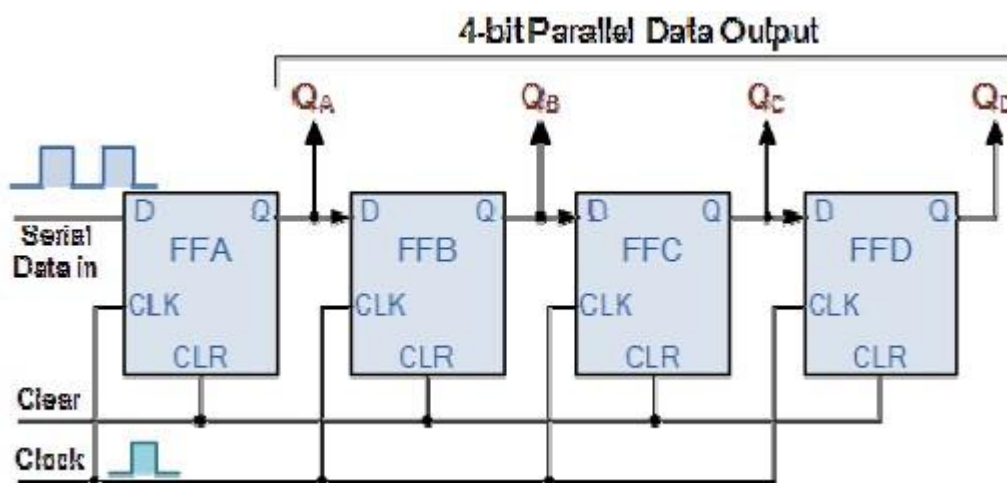 4-bit Parallel Data Output
QA QB QC QD
D Q D Q D Q D Q
Serial
Data in
FFA FFB FFC FFD
CLK CLK CLK CLK
CLR CLR CLR CLR
Clear
Clock